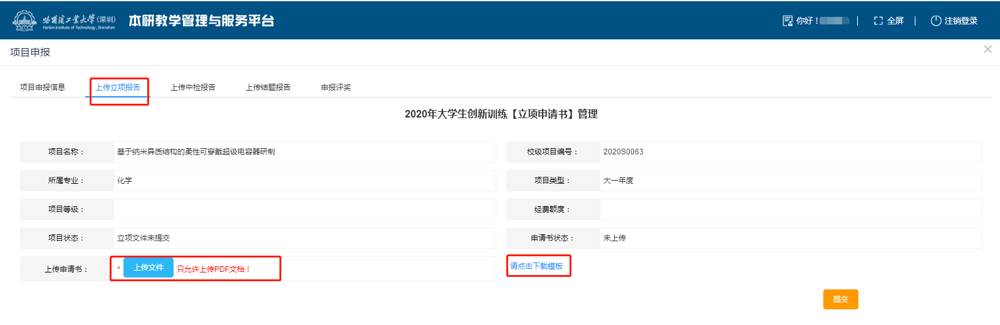 哈爾濱工業大學(深圳)
Harbin Institute of Technology, Shenzhen
本研教学管理与服务平台
你好！
全屏
注销登录
项目申报
项目申报信息 上传立项报告 上传中检报告 上传结题报告 申报评奖
2020年大学生创新训练【立项申请书】管理
项目名称： 基于纳米异质结构的柔性可穿戴超级电容器研制 校级项目编号： 2020S0063
所属专业： 化学 项目类型： 大一年度
项目等级： 经费额度：
项目状态： 立项文件未提交 申请书状态： 未上传
上传申请书： * 上传文件 只允许上传PDF文档！ 请点击下载模板
提交